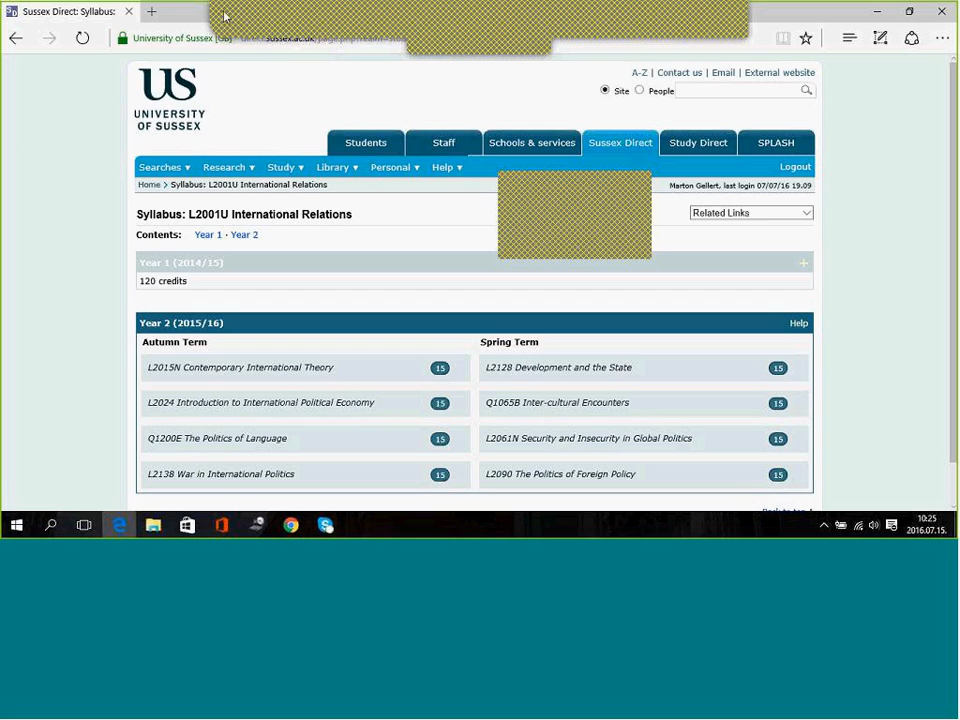 Sussex Direct: Syllabus:
University of Sussex [GB]
A-Z | Contact us | Email | External website
US
UNIVERSITY
OF SUSSEX
Site People
Students Staff Schools & services Sussex Direct Study Direct SPLASH
Searches Research Study Library Personal Help Logout
Home > Syllabus: L2001U International Relations Marton Gellert, last login 07/07/16 19.09
Syllabus: L2001U International Relations Related Links
Contents: Year 1 · Year 2
Year 1 (2014/15) +
120 credits
Year 2 (2015/16) Help
Autumn Term Spring Term
L2015N Contemporary International Theory 15 L2128 Development and the State 15
L2024 Introduction to International Political Economy 15 Q1065B Inter-cultural Encounters 15
Q1200E The Politics of Language 15 L2061N Security and Insecurity in Global Politics 15
L2138 War in International Politics 15 L2090 The Politics of Foreign Policy 15
10:25
2016.07.15.